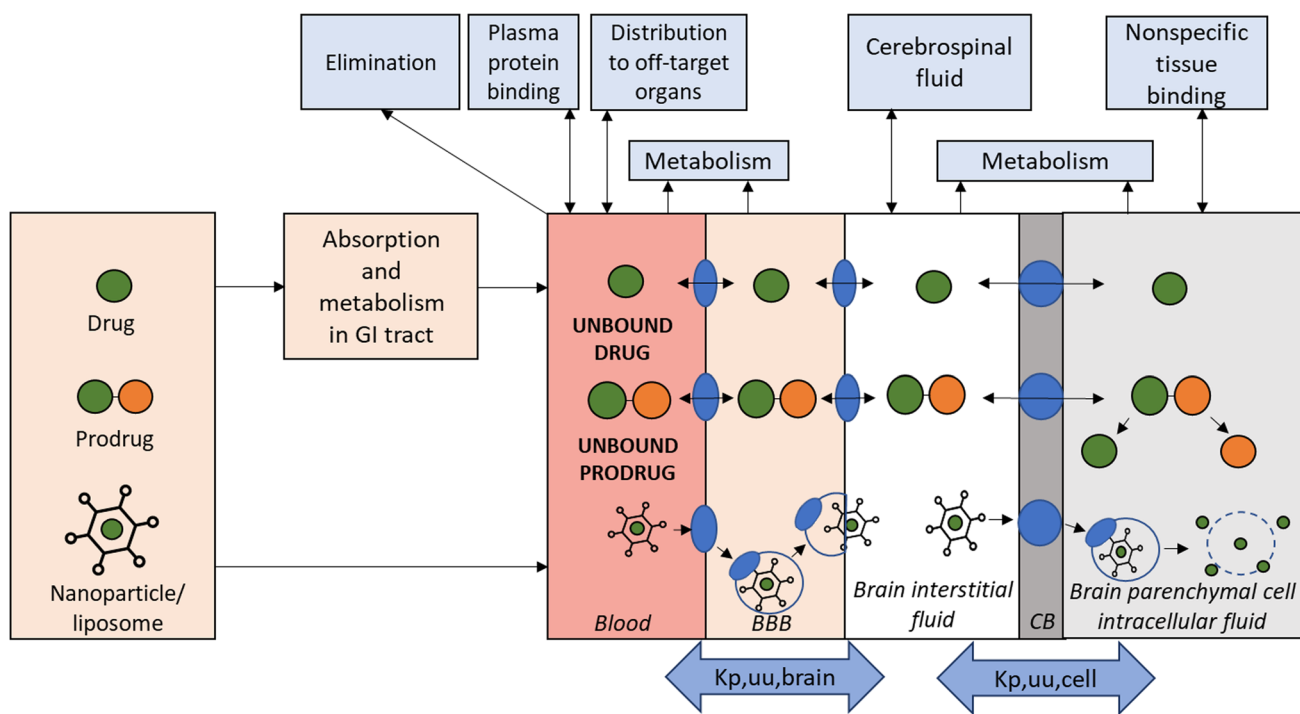 Elimination
Plasma
protein
binding
Distribution
to off-target
organs
Cerebrospinal
fluid
Nonspecific
tissue
binding
Metabolism
Metabolism
Drug
Prodrug
Nanoparticle/
liposome
Absorption
and
metabolism
in GI tract
UNBOUND
DRUG
UNBOUND
PRODRUG
Blood
BBB
Brain interstitial
fluid
CB
Brain parenchymal cell
intracellular fluid
Kp,uu,brain
Kp,uu,cell